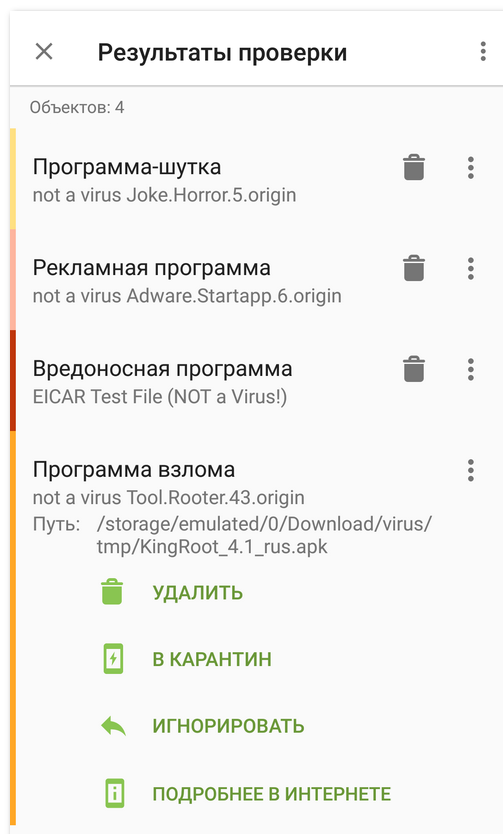 Результаты проверки
Объектов: 4
Программа-шутка
not a virus Joke.Horror.5.origin
Рекламная программа
not a virus Adware.Startapp.6.origin
Вредоносная программа
EICAR Test File (NOT a Virus!)
Программа взлома
not a virus Tool.Rooter.43.origin
Путь: /storage/emulated/0/Download/virus/
tmp/KingRoot_4.1_rus.apk
УДАЛИТЬ
В КАРАНТИН
ИГНОРИРОВАТЬ
ПОДРОБНЕЕ В ИНТЕРНЕТЕ